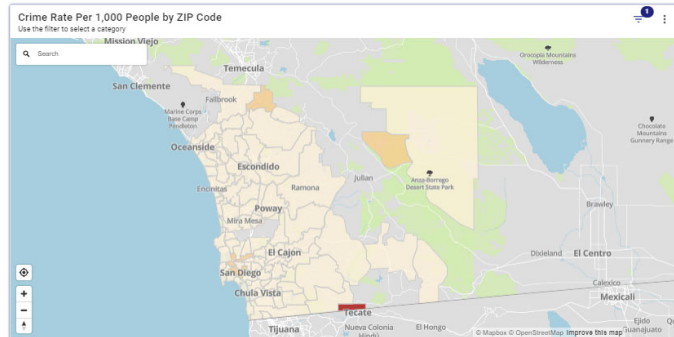 Crime Rate Per 1,000 People by ZIP Code
Use the filter to select a category
1
Mission Viejo
Search
Temecula
Orocopia Mountains
Wilderness
San Clemente
Fallbrook
Marine Corps
Base Camp
Pendleton
Chocolate
Mountains
Gunnery Range
Oceanside
Escondido
Julian
Anza-Borrego
Desert State Park
Encinitas
Ramona
Brawley
Poway
Mira Mesa
El Cajon
Dixieland
El Centro
San Diego
Calexico
Chula Vista
Mexicali
Tecate
Tijuana
Nueva Colonia
Hindú
El Hongo
Ejido
Guanajuato
© Mapbox © OpenStreetMap Improve this map